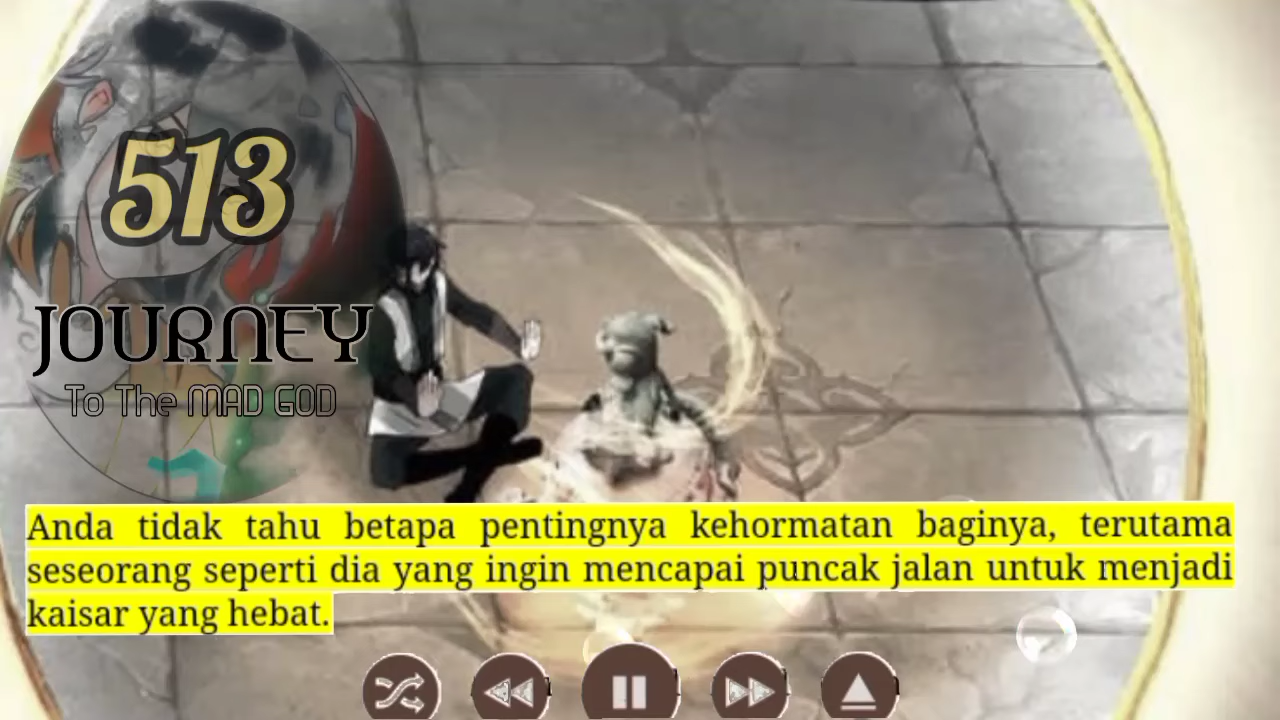 513
JOURNEY
To The MAD GOD
Anda tidak tahu betapa pentingnya kehormatan baginya, terutama
seseorang seperti dia yang ingin mencapai puncak jalan untuk menjadi
kaisar yang hebat.